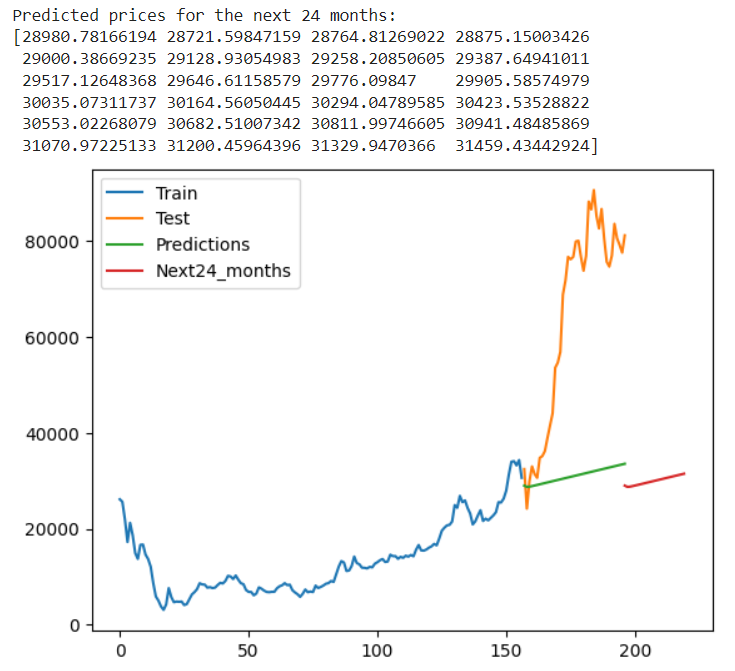 Predicted prices for the next 24 months:
[28980.78166194 28721.59847159 28764.81269022 28875.15003426
29000.38669235 29128.93054983 29258.20850605 29387.64941011
29517.12648368 29646.61158579 29776.09847 29905.58574979
30035.07311737 30164.56050445 30294.04789585 30423.53528822
30553.02268079 30682.51007342 30811.99746605 30941.48485869
31070.97225133 31200.45964396 31329.9470366 31459.43442924]
Train
Test
Predictions
Next24_months
80000
60000
40000
20000
0
0 50 100 150 200